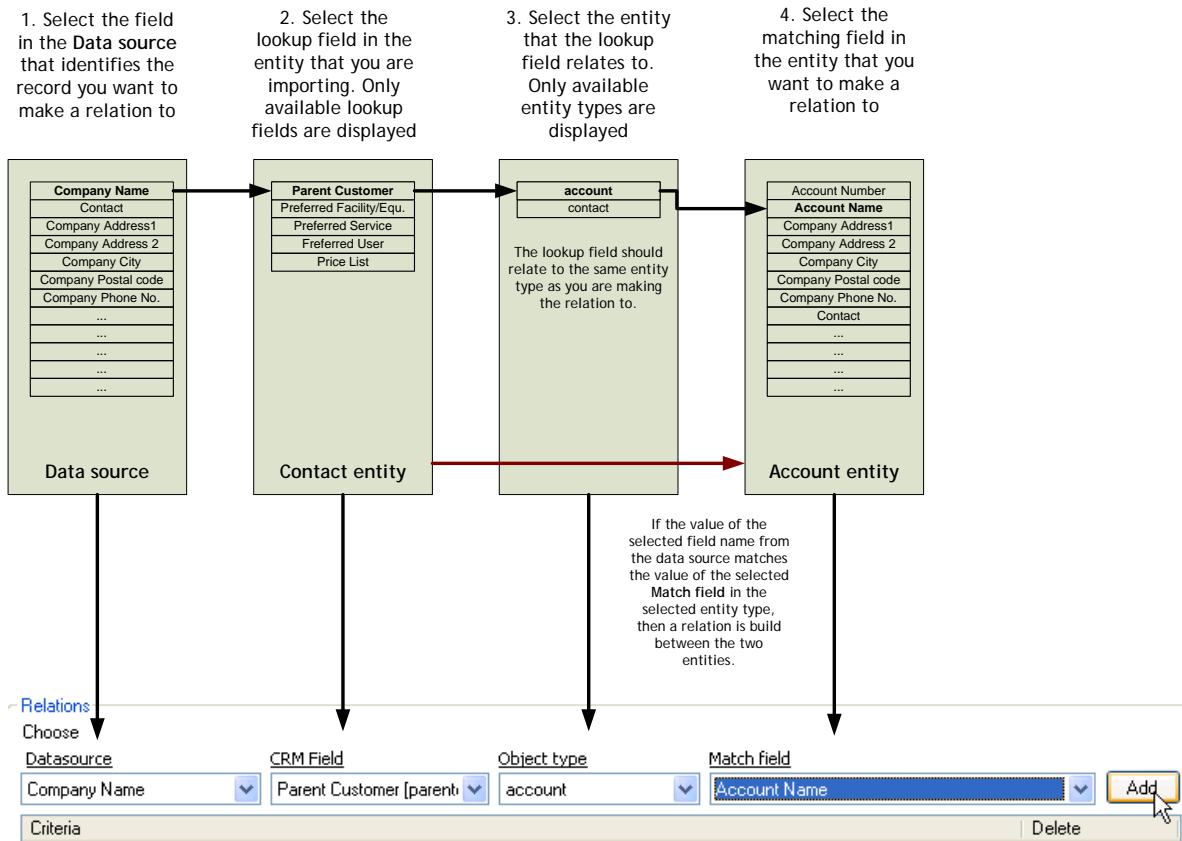 1. Select the field
in the Data source
that identifies the
record you want to
make a relation to
2. Select the
lookup field in the
entity that you are
importing. Only
available lookup
fields are displayed
3. Select the entity
that the lookup
field relates to.
Only available
entity types are
displayed
4. Select the
matching field in
the entity that you
want to make a
relation to
Company Name
Contact
Company Address1
Company Address 2
Company City
Company Postal code
Company Phone No.
...
...
...
...
...
Data source
Parent Customer
Preferred Facility/Equ.
Preferred Service
Freferred User
Price List
Contact entity
account
contact
The lookup field should
relate to the same entity
type as you are making
the relation to.
Account Number
Account Name
Company Address1
Company Address 2
Company City
Company Postal code
Company Phone No.
Contact
...
...
...
...
Account entity
If the value of the
selected field name from
the data source matches
the value of the selected
Match field in the
selected entity type,
then a relation is build
between the two
entities.
Relations
Choose
Datasource
CRM Field
Object type
Match field
Company Name
Parent Customer [parent
account
Account Name
Add
Criteria
Delete